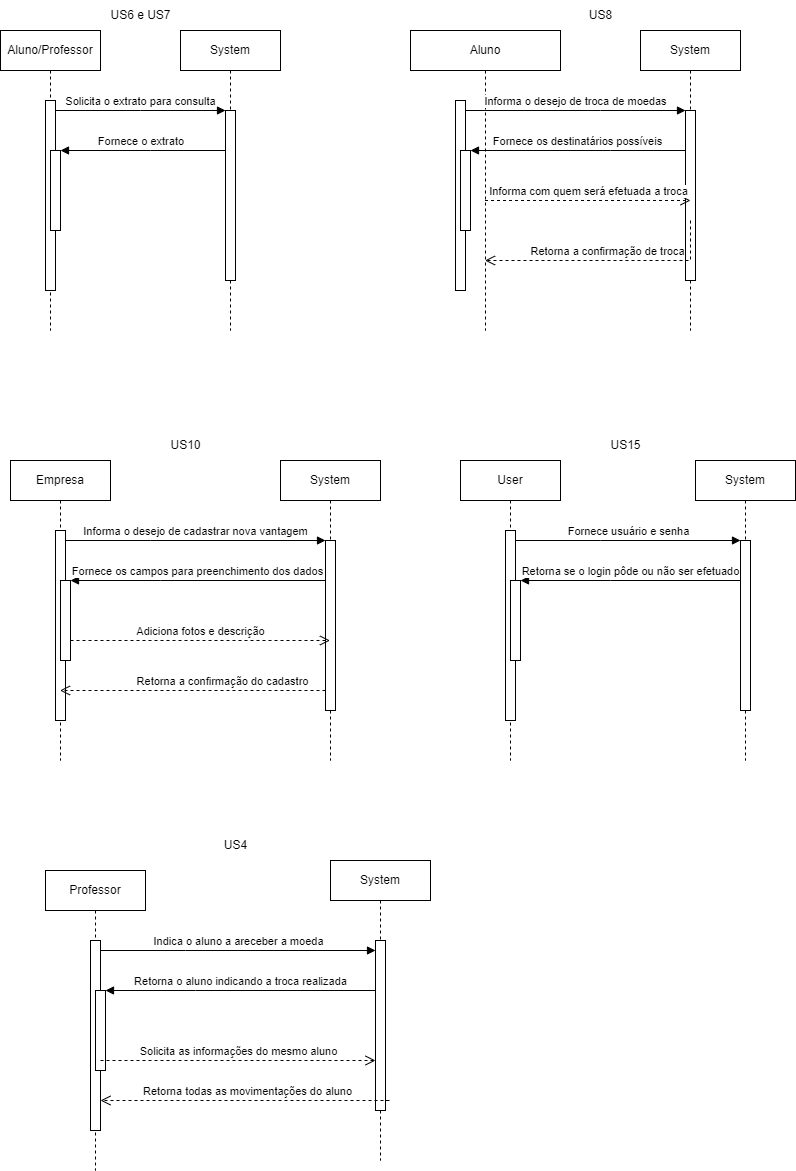 US6 e US7
Aluno/Professor
System
Solicita o extrato para consulta
Fornece o extrato
US8
Aluno
System
Informa o desejo de troca de moedas
Fornece os destinatários possíveis
Informa com quem será efetuada a troca
Retorna a confirmação de troca
US10
Empresa
System
Informa o desejo de cadastrar nova vantagem
Fornece os campos para preenchimento dos dados
Adiciona fotos e descrição
Retorna a confirmação do cadastro
US15
User
System
Fornece usuário e senha
Retorna se o login pôde ou não ser efetuado
US4
Professor
System
Indica o aluno a areceber a moeda
Retorna o aluno indicando a troca realizada
Solicita as informações do mesmo aluno
Retorna todas as movimentações do aluno